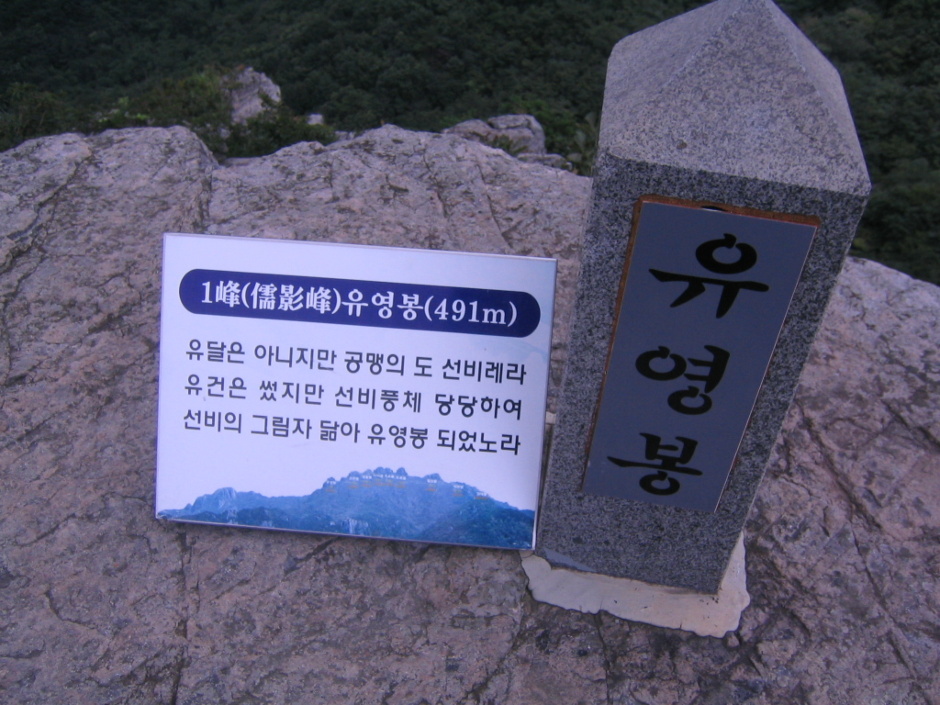 1峰(儒影峰)유영봉(491m)
유달은 아니지만 공맹의 도 선비레라
유건은 썼지만 선비풍체 당당하여
선비의 그림자 닮아 유영봉 되었노라
유
영
봉